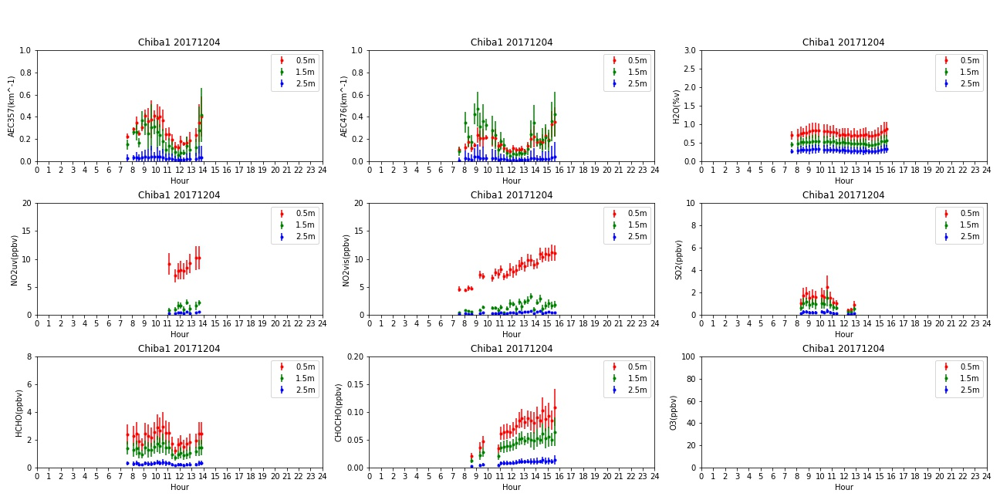 Chiba1 20171204 Chiba1 20171204 Chiba1 20171204
1.0 1.0 3.0
0.5m 0.5m 0.5m
1.5m 1.5m 1.5m
2.5m 2.5m 2.5m
0.8 0.8 2.5
0.6 0.6 2.0
AEC357(km^-1) AEC476(km^-1) H2O(%v)
1.5
0.4 0.4 1.0
0.2 0.2 0.5
0.0 0.0 0.0
0 1 2 3 4 5 6 7 8 9 10 11 12 13 14 15 16 17 18 19 20 21 22 23 24 0 1 2 3 4 5 6 7 8 9 10 11 12 13 14 15 16 17 18 19 20 21 22 23 24 0 1 2 3 4 5 6 7 8 9 10 11 12 13 14 15 16 17 18 19 20 21 22 23 24
Hour Hour Hour
Chiba1 20171204 Chiba1 20171204 Chiba1 20171204
20 20 10
0.5m 0.5m 0.5m
1.5m 1.5m 1.5m
2.5m 2.5m 2.5m
15 15 8
NO2uv(ppbv) NO2vis(ppbv) SO2(ppbv)
10 10 6
4
5 5 2
0 0 0
0 1 2 3 4 5 6 7 8 9 10 11 12 13 14 15 16 17 18 19 20 21 22 23 24 0 1 2 3 4 5 6 7 8 9 10 11 12 13 14 15 16 17 18 19 20 21 22 23 24 0 1 2 3 4 5 6 7 8 9 10 11 12 13 14 15 16 17 18 19 20 21 22 23 24
Hour Hour Hour
Chiba1 20171204 Chiba1 20171204 Chiba1 20171204
8 0.20 100
0.5m 0.5m 0.5m
1.5m 1.5m 1.5m
2.5m 2.5m 2.5m
6 0.15 80
HCHO(ppbv) CHOCHO(ppbv) O3(ppbv)
60
4 0.10 40
2 0.05 20
0 0.00 0
0 1 2 3 4 5 6 7 8 9 10 11 12 13 14 15 16 17 18 19 20 21 22 23 24 0 1 2 3 4 5 6 7 8 9 10 11 12 13 14 15 16 17 18 19 20 21 22 23 24 0 1 2 3 4 5 6 7 8 9 10 11 12 13 14 15 16 17 18 19 20 21 22 23 24
Hour Hour Hour